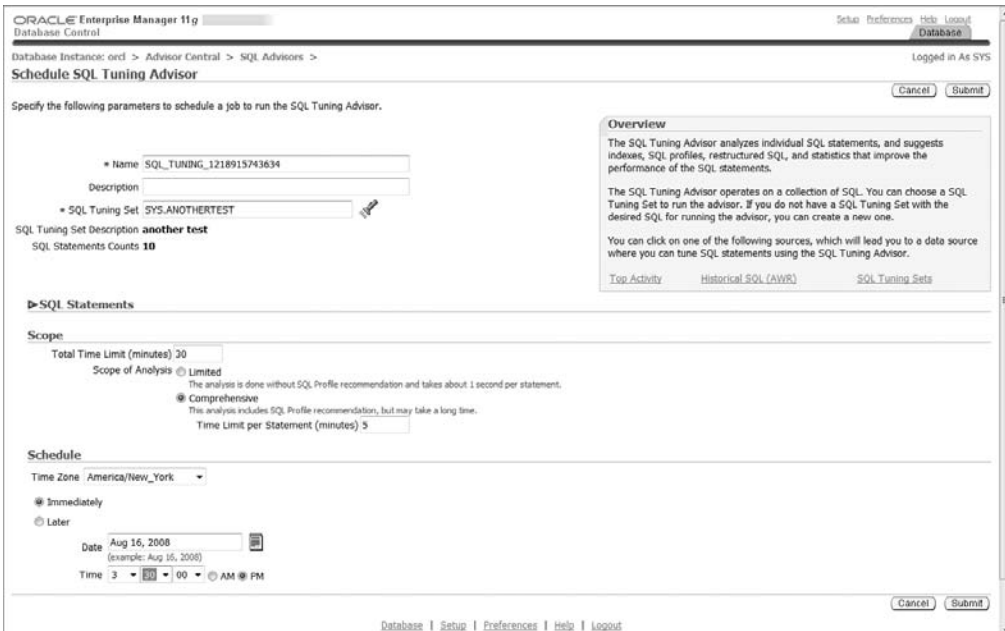 ORACLE Enterprise Manager 11g
Database Control
Setup Preferences Help Logout
Database
Database Instance: orcl > Advisor Central > SQL Advisors >
Logged in As SYS
Schedule SQL Tuning Advisor
Cancel Submit
Specify the following parameters to schedule a job to run the SQL Tuning Advisor.
* Name SQL_TUNING_1218915743634
Description
* SQL Tuning Set SYS.ANOTHERTEST
SQL Tuning Set Description another test
SQL Statements Counts 10
Overview
The SQL Tuning Advisor analyzes individual SQL statements, and suggests
indexes, SQL profiles, restructured SQL, and statistics that improve the
performance of the SQL statements.
The SQL Tuning Advisor operates on a collection of SQL. You can choose a SQL
Tuning Set to run the advisor. If you do not have a SQL Tuning Set with the
desired SQL for running the advisor, you can create a new one.
You can click on one of the following sources, which will lead you to a data source
where you can tune SQL statements using the SQL Tuning Advisor.
Top Activity Historical SQL (AWR) SQL Tuning Sets
SQL Statements
Scope
Total Time Limit (minutes) 30
Scope of Analysis Limited
The analysis is done without SQL Profile recommendation and takes about 1 second per statement.
Comprehensive
This analysis includes SQL Profile recommendation, but may take a long time.
Time Limit per Statement (minutes) 5
Schedule
Time Zone America/New_York
Immediately
Later
Date Aug 16, 2008
(example: Aug 16, 2008)
Time 3 30 00 AM PM
Cancel Submit
Database | Setup | Preferences | Help | Logout